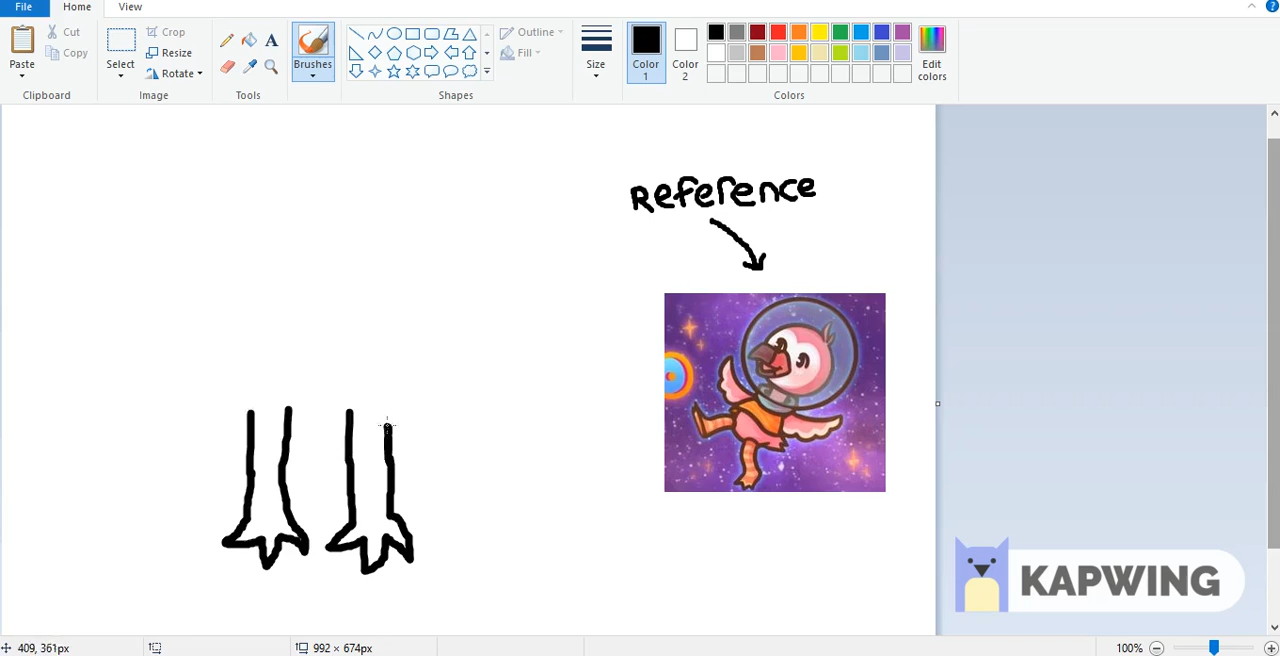 File
Home
View
Paste
Cut
Copy
Clipboard
Select
Crop
Resize
Rotate
Image
Tools
Brushes
Shapes
Outline
Fill
Size
Color 1
Color 2
Edit colors
Colors
Reference
KAPWING
409, 361px
992 × 674px
100%